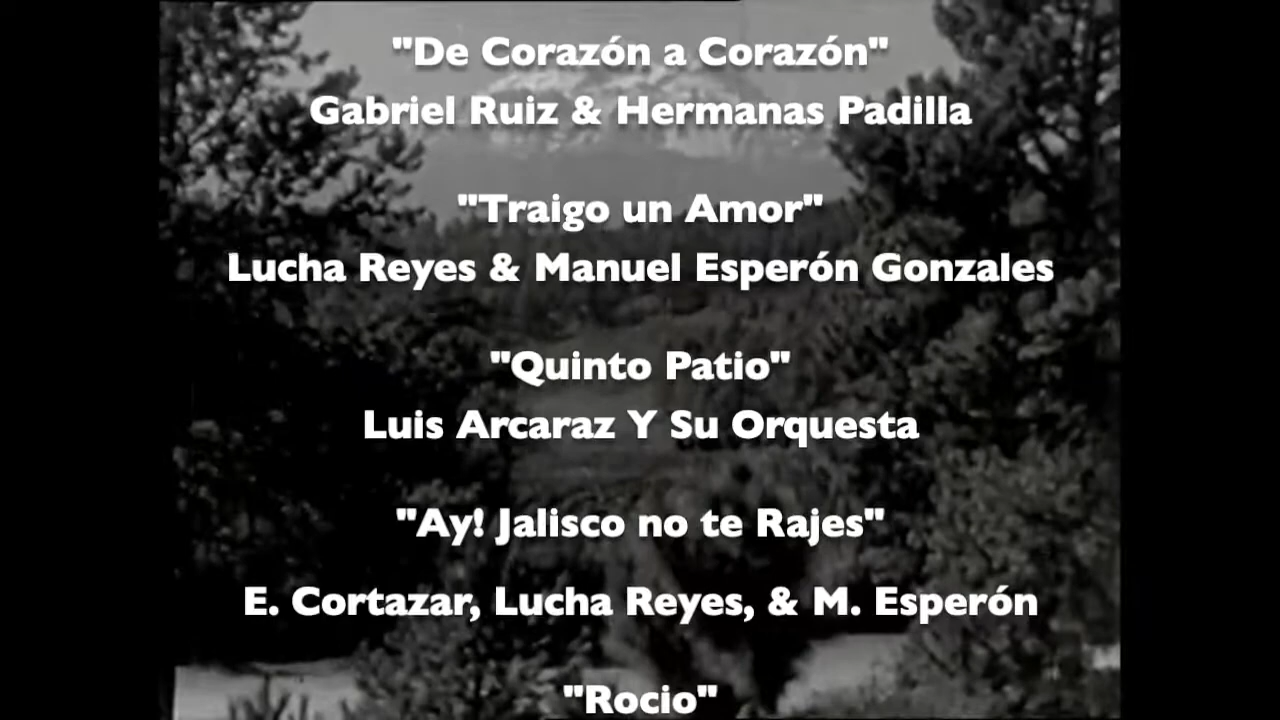 "De Corazón a Corazón"
Gabriel Ruiz & Hermanas Padilla
"Traigo un Amor"
Lucha Reyes & Manuel Esperón Gonzales
"Quinto Patio"
Luis Arcaraz Y Su Orquesta
"Ay! Jalisco no te Rajes"
E. Cortazar, Lucha Reyes, & M. Esperón
"Rocio"